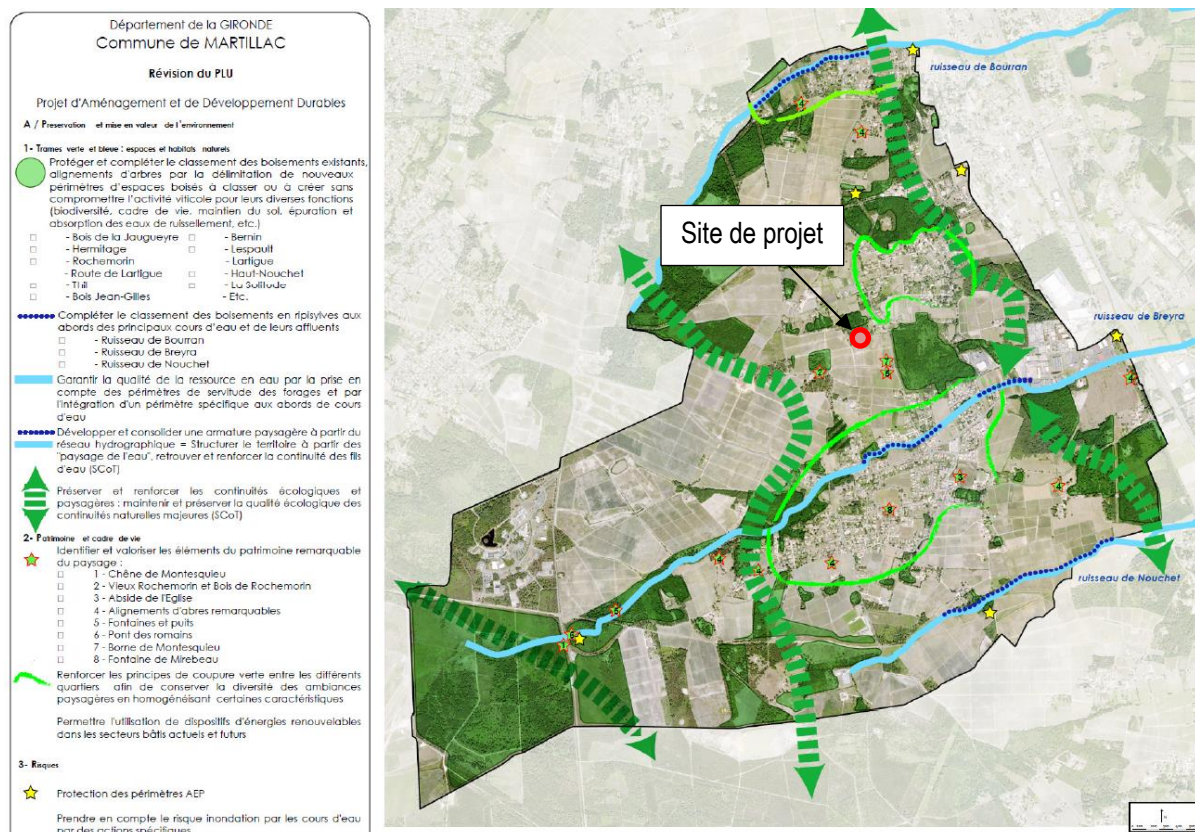 Département de la GIRONDE
Commune de MARTILLAC
Révision du PLU
Projet d'Aménagement et de Développement Durables
A / Preservation et mise en valeur de l'environnement
1- Trames verte et bleue : espaces et habitats naturels
Protéger et compléter le classement des boisements existants,
alignements d'arbres par la délimitation de nouveaux
périmètres d'espaces boisés à classer ou à créer sans
compromettre l'activité viticole pour leurs diverses fonctions
(biodiversité, cadre de vie, maintien du sol, épuration et
absorption des eaux de ruissellement, etc.)
- Bois de la Jaugueyre - Bernin
- Hermitage - Lespault
- Rochemorin - Lartigue
- Route de Lartigue - Haut-Nouchet
- Thil - La Solitude
- Bois Jean-Gilles - Etc.
Compléter le classement des boisements en ripisylves aux
abords des principaux cours d'eau et de leurs affluents
- Ruisseau de Bourran
- Ruisseau de Breyra
- Ruisseau de Nouchet
Garantir la qualité de la ressource en eau par la prise en
compte des périmètres de servitude des forages et par
l'intégration d'un périmètre spécifique aux abords de cours
d'eau
Développer et consolider une armature paysagère à partir du
réseau hydrographique = Structurer le territoire à partir des
"paysage de l'eau", retrouver et renforcer la continuité des fils
d'eau (SCoT)
Préserver et renforcer les continuités écologiques et
paysagères : maintenir et préserver la qualité écologique des
continuités naturelles majeures (SCoT)
2- Patrimoine et cadre de vie
Identifier et valoriser les éléments du patrimoine remarquable
du paysage :
1 - Chêne de Montesquieu
2 - Vieux Rochemorin et Bois de Rochemorin
3 - Abside de l'Eglise
4 - Alignements d'abres remarquables
5 - Fontaines et puits
6 - Pont des romains
7 - Borne de Montesquieu
8 - Fontaine de Mirebeau
Renforcer les principes de coupure verte entre les différents
quartiers afin de conserver la diversité des ambiances
paysagères en homogénéisant certaines caractéristiques
Permettre l'utilisation de dispositifs d'énergies renouvelables
dans les secteurs bâtis actuels et futurs
3- Risques
Protection des périmètres AEP
Prendre en compte le risque inondation par les cours d'eau
par des actions spécifiques
ruisseau de Bourran
Site de projet
ruisseau de Breyra
ruisseau de Nouchet